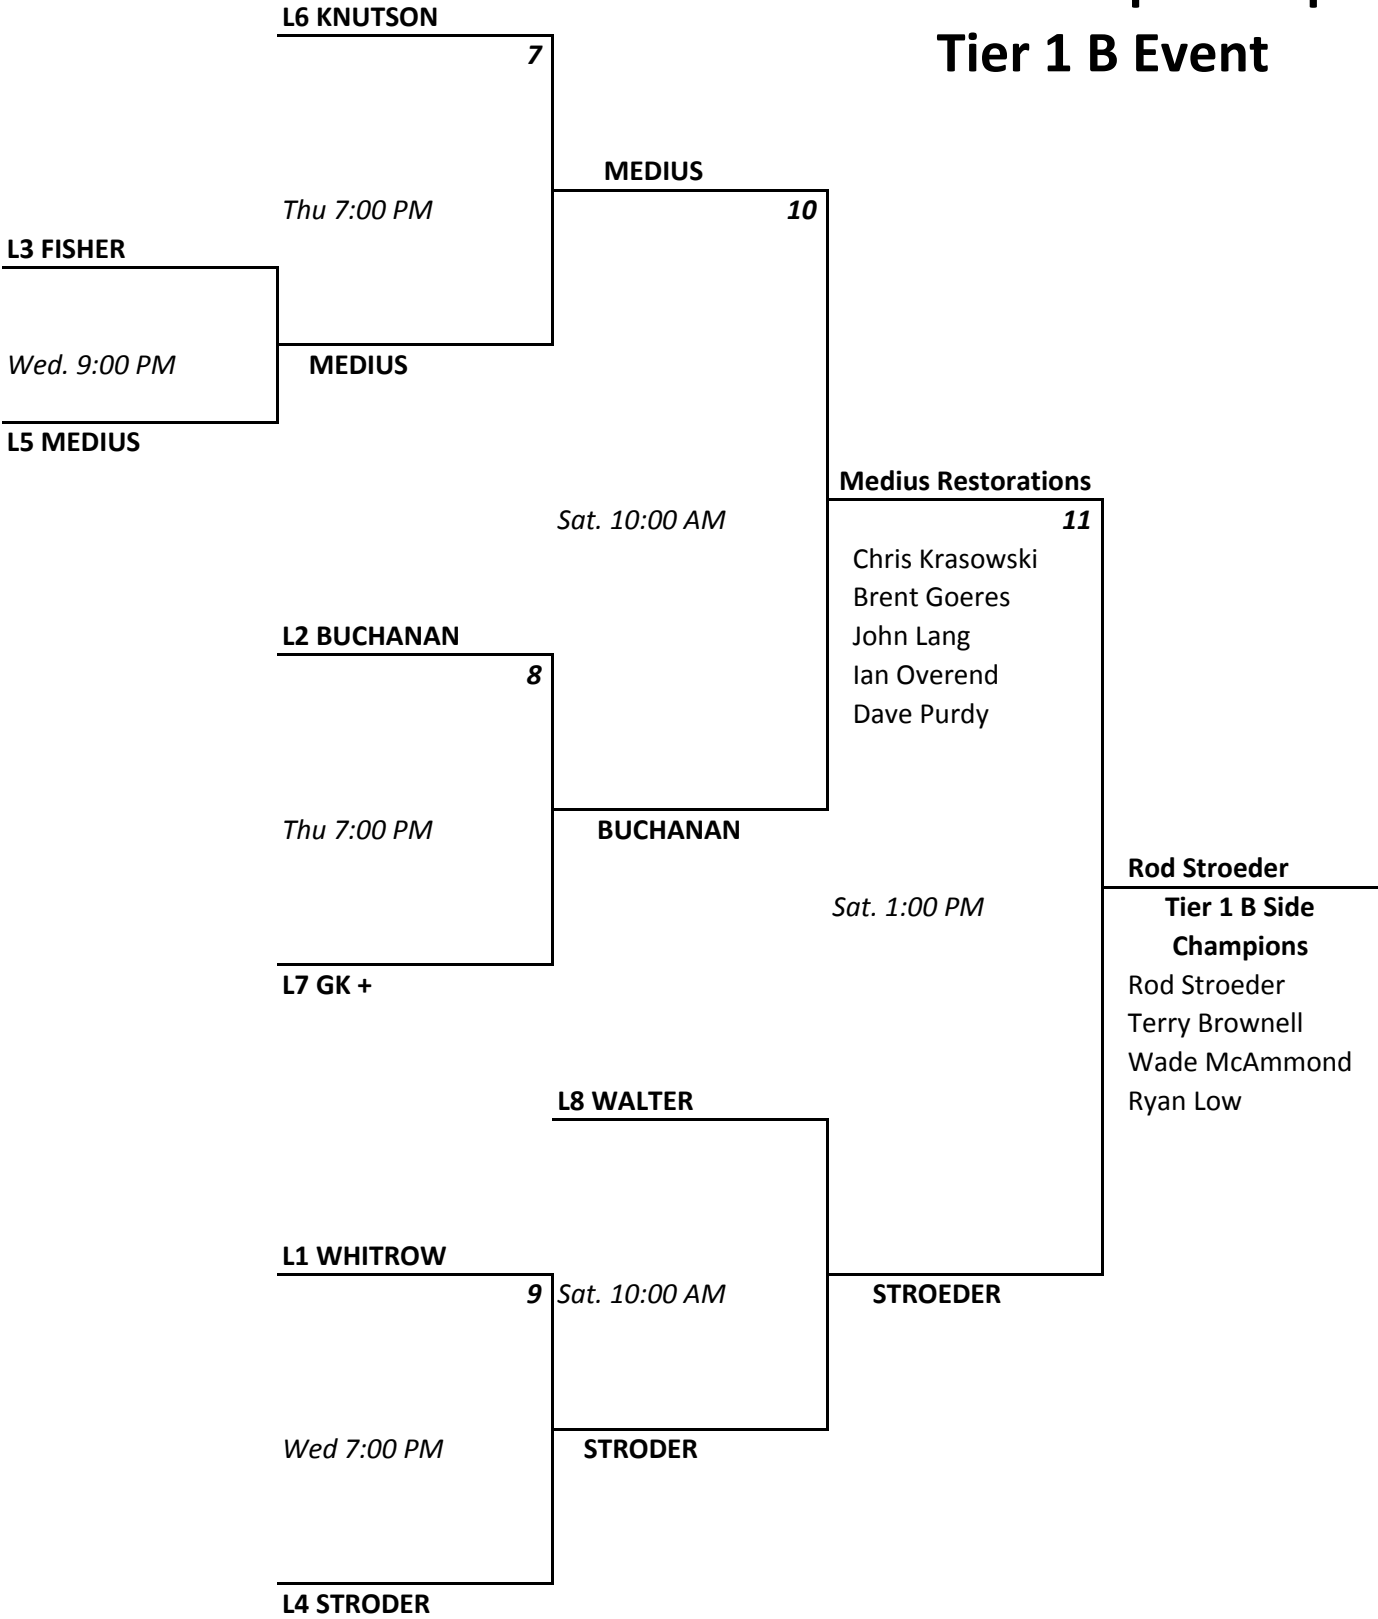 L6 KNUTSON
Tier 1 B Event
7
MEDIUS
Thu 7:00 PM
10
L3 FISHER
Wed. 9:00 PM
MEDIUS
L5 MEDIUS
Medius Restorations
Sat. 10:00 AM
11
Chris Krasowski
Brent Goeres
L2 BUCHANAN
John Lang
8
Ian Overend
Dave Purdy
Thu 7:00 PM
BUCHANAN
Rod Stroeder
Sat. 1:00 PM
Tier 1 B Side
Champions
L7 GK +
Rod Stroeder
Terry Brownell
Wade McAmmond
L8 WALTER
Ryan Low
L1 WHITROW
9
Sat. 10:00 AM
STROEDER
Wed 7:00 PM
STRODER
L4 STRODER